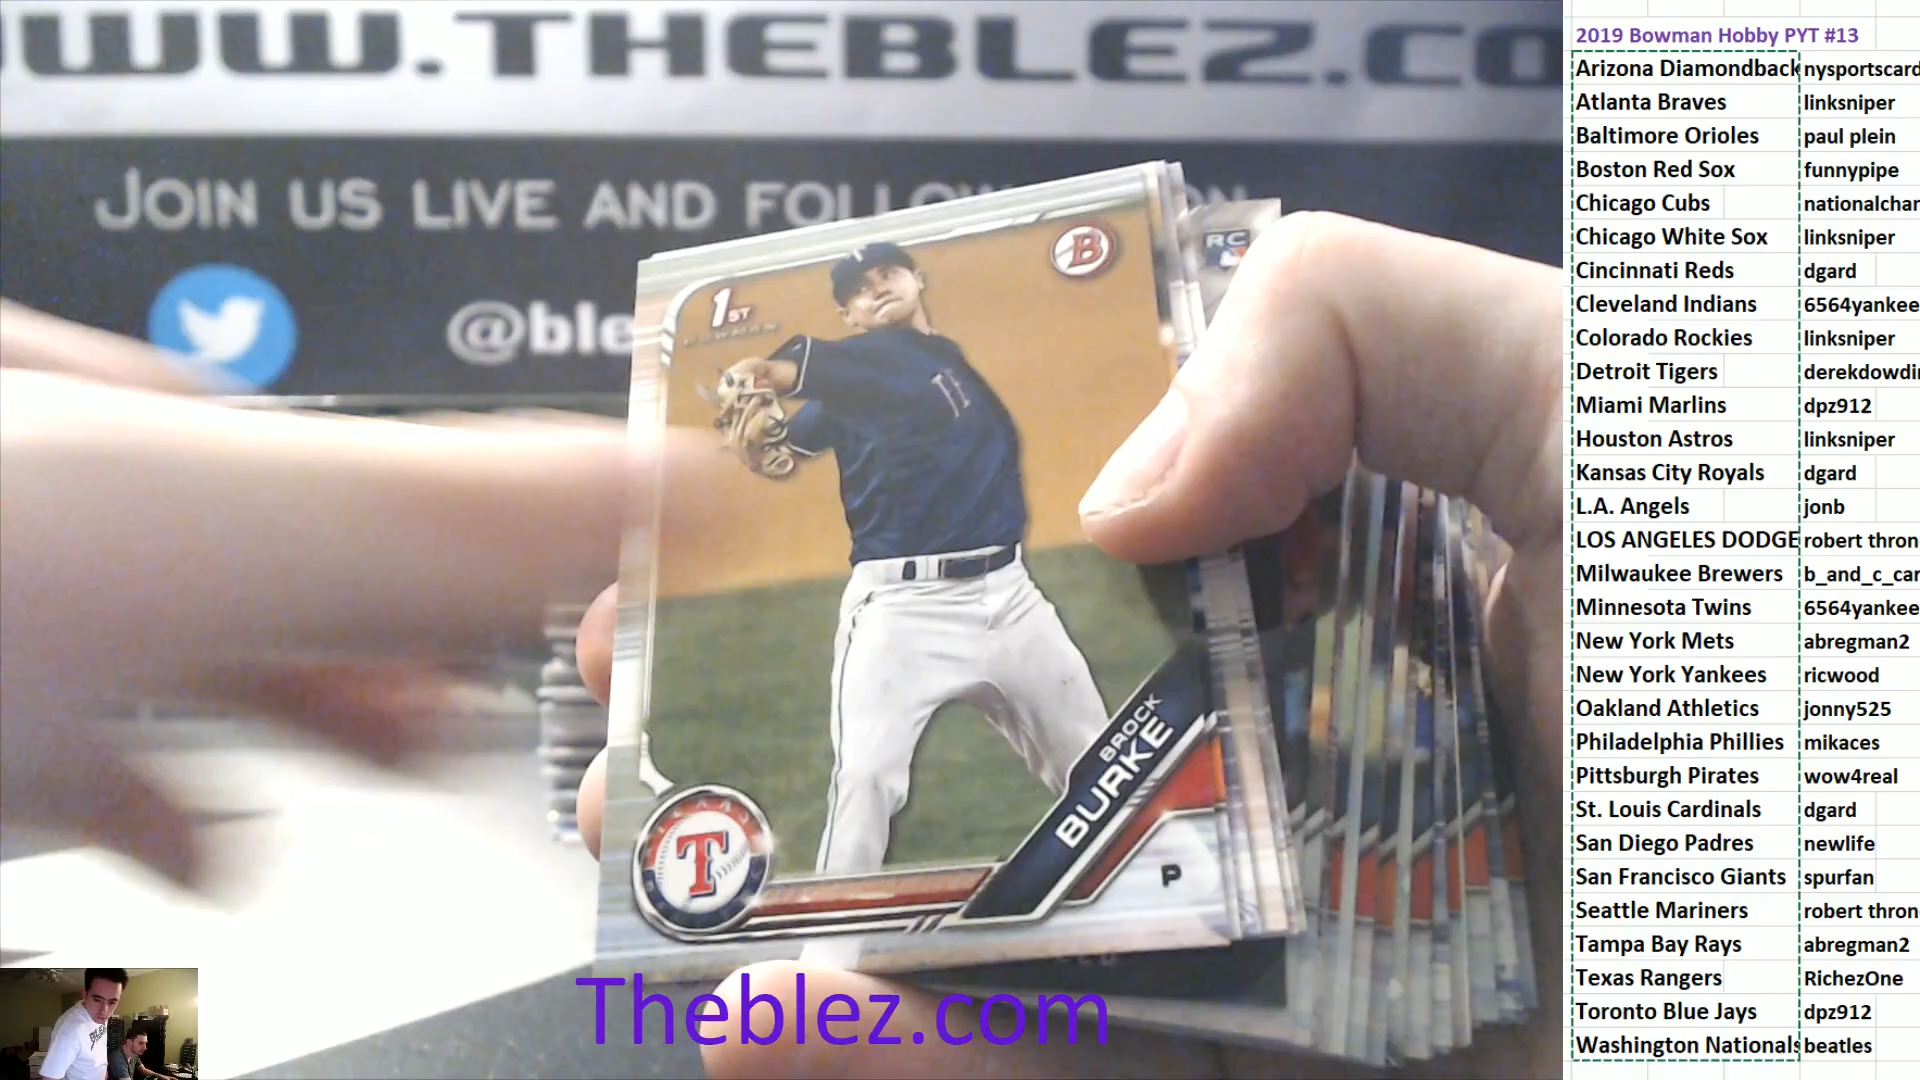 WWW.THEBLEZ.CO
JOIN US LIVE AND FOLLOW ON
@ble
1ST
B
RC
T
BROCK
BURKE
P
Theblez.com
2019 Bowman Hobby PYT #13
Arizona Diamondback nysportscard
Atlanta Braves linksniper
Baltimore Orioles paul plein
Boston Red Sox funnypipe
Chicago Cubs nationalchar
Chicago White Sox linksniper
Cincinnati Reds dgard
Cleveland Indians 6564yankee
Colorado Rockies linksniper
Detroit Tigers derekdowdin
Miami Marlins dpz912
Houston Astros linksniper
Kansas City Royals dgard
L.A. Angels jonb
LOS ANGELES DODGE robert thron
Milwaukee Brewers b_and_c_car
Minnesota Twins 6564yankee
New York Mets abregman2
New York Yankees ricwood
Oakland Athletics jonny525
Philadelphia Phillies mikaces
Pittsburgh Pirates wow4real
St. Louis Cardinals dgard
San Diego Padres newlife
San Francisco Giants spurfan
Seattle Mariners robert thron
Tampa Bay Rays abregman2
Texas Rangers RichezOne
Toronto Blue Jays dpz912
Washington Nationals beatles